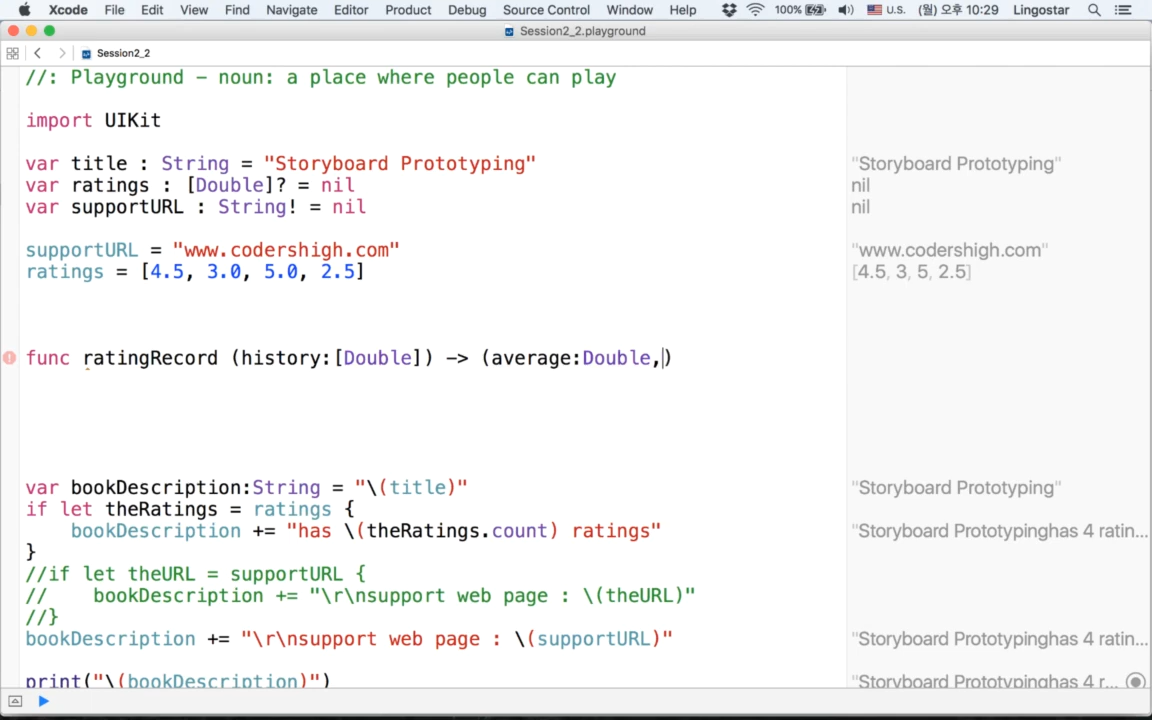 Xcode File Edit View Find Navigate Editor Product Debug Source Control Window Help 100% U.S. (월) 오후 10:29 Lingostar
Session2_2.playground
Session2_2
//: Playground - noun: a place where people can play
import UIKit
var title : String = "Storyboard Prototyping" "Storyboard Prototyping"
var ratings : [Double]? = nil nil
var supportURL : String! = nil nil
supportURL = "www.codershigh.com" "www.codershigh.com"
ratings = [4.5, 3.0, 5.0, 2.5] [4.5, 3, 5, 2.5]
func ratingRecord (history:[Double]) -> (average:Double,)
var bookDescription:String = "\(title)" "Storyboard Prototyping"
if let theRatings = ratings {
bookDescription += "has \(theRatings.count) ratings" "Storyboard Prototypinghas 4 ratin...
}
//if let theURL = supportURL {
//    bookDescription += "\r\nsupport web page : \(theURL)"
//}
bookDescription += "\r\nsupport web page : \(supportURL)" "Storyboard Prototypinghas 4 ratin...
print("\(bookDescription)") "Storyboard Prototypinghas 4 r...